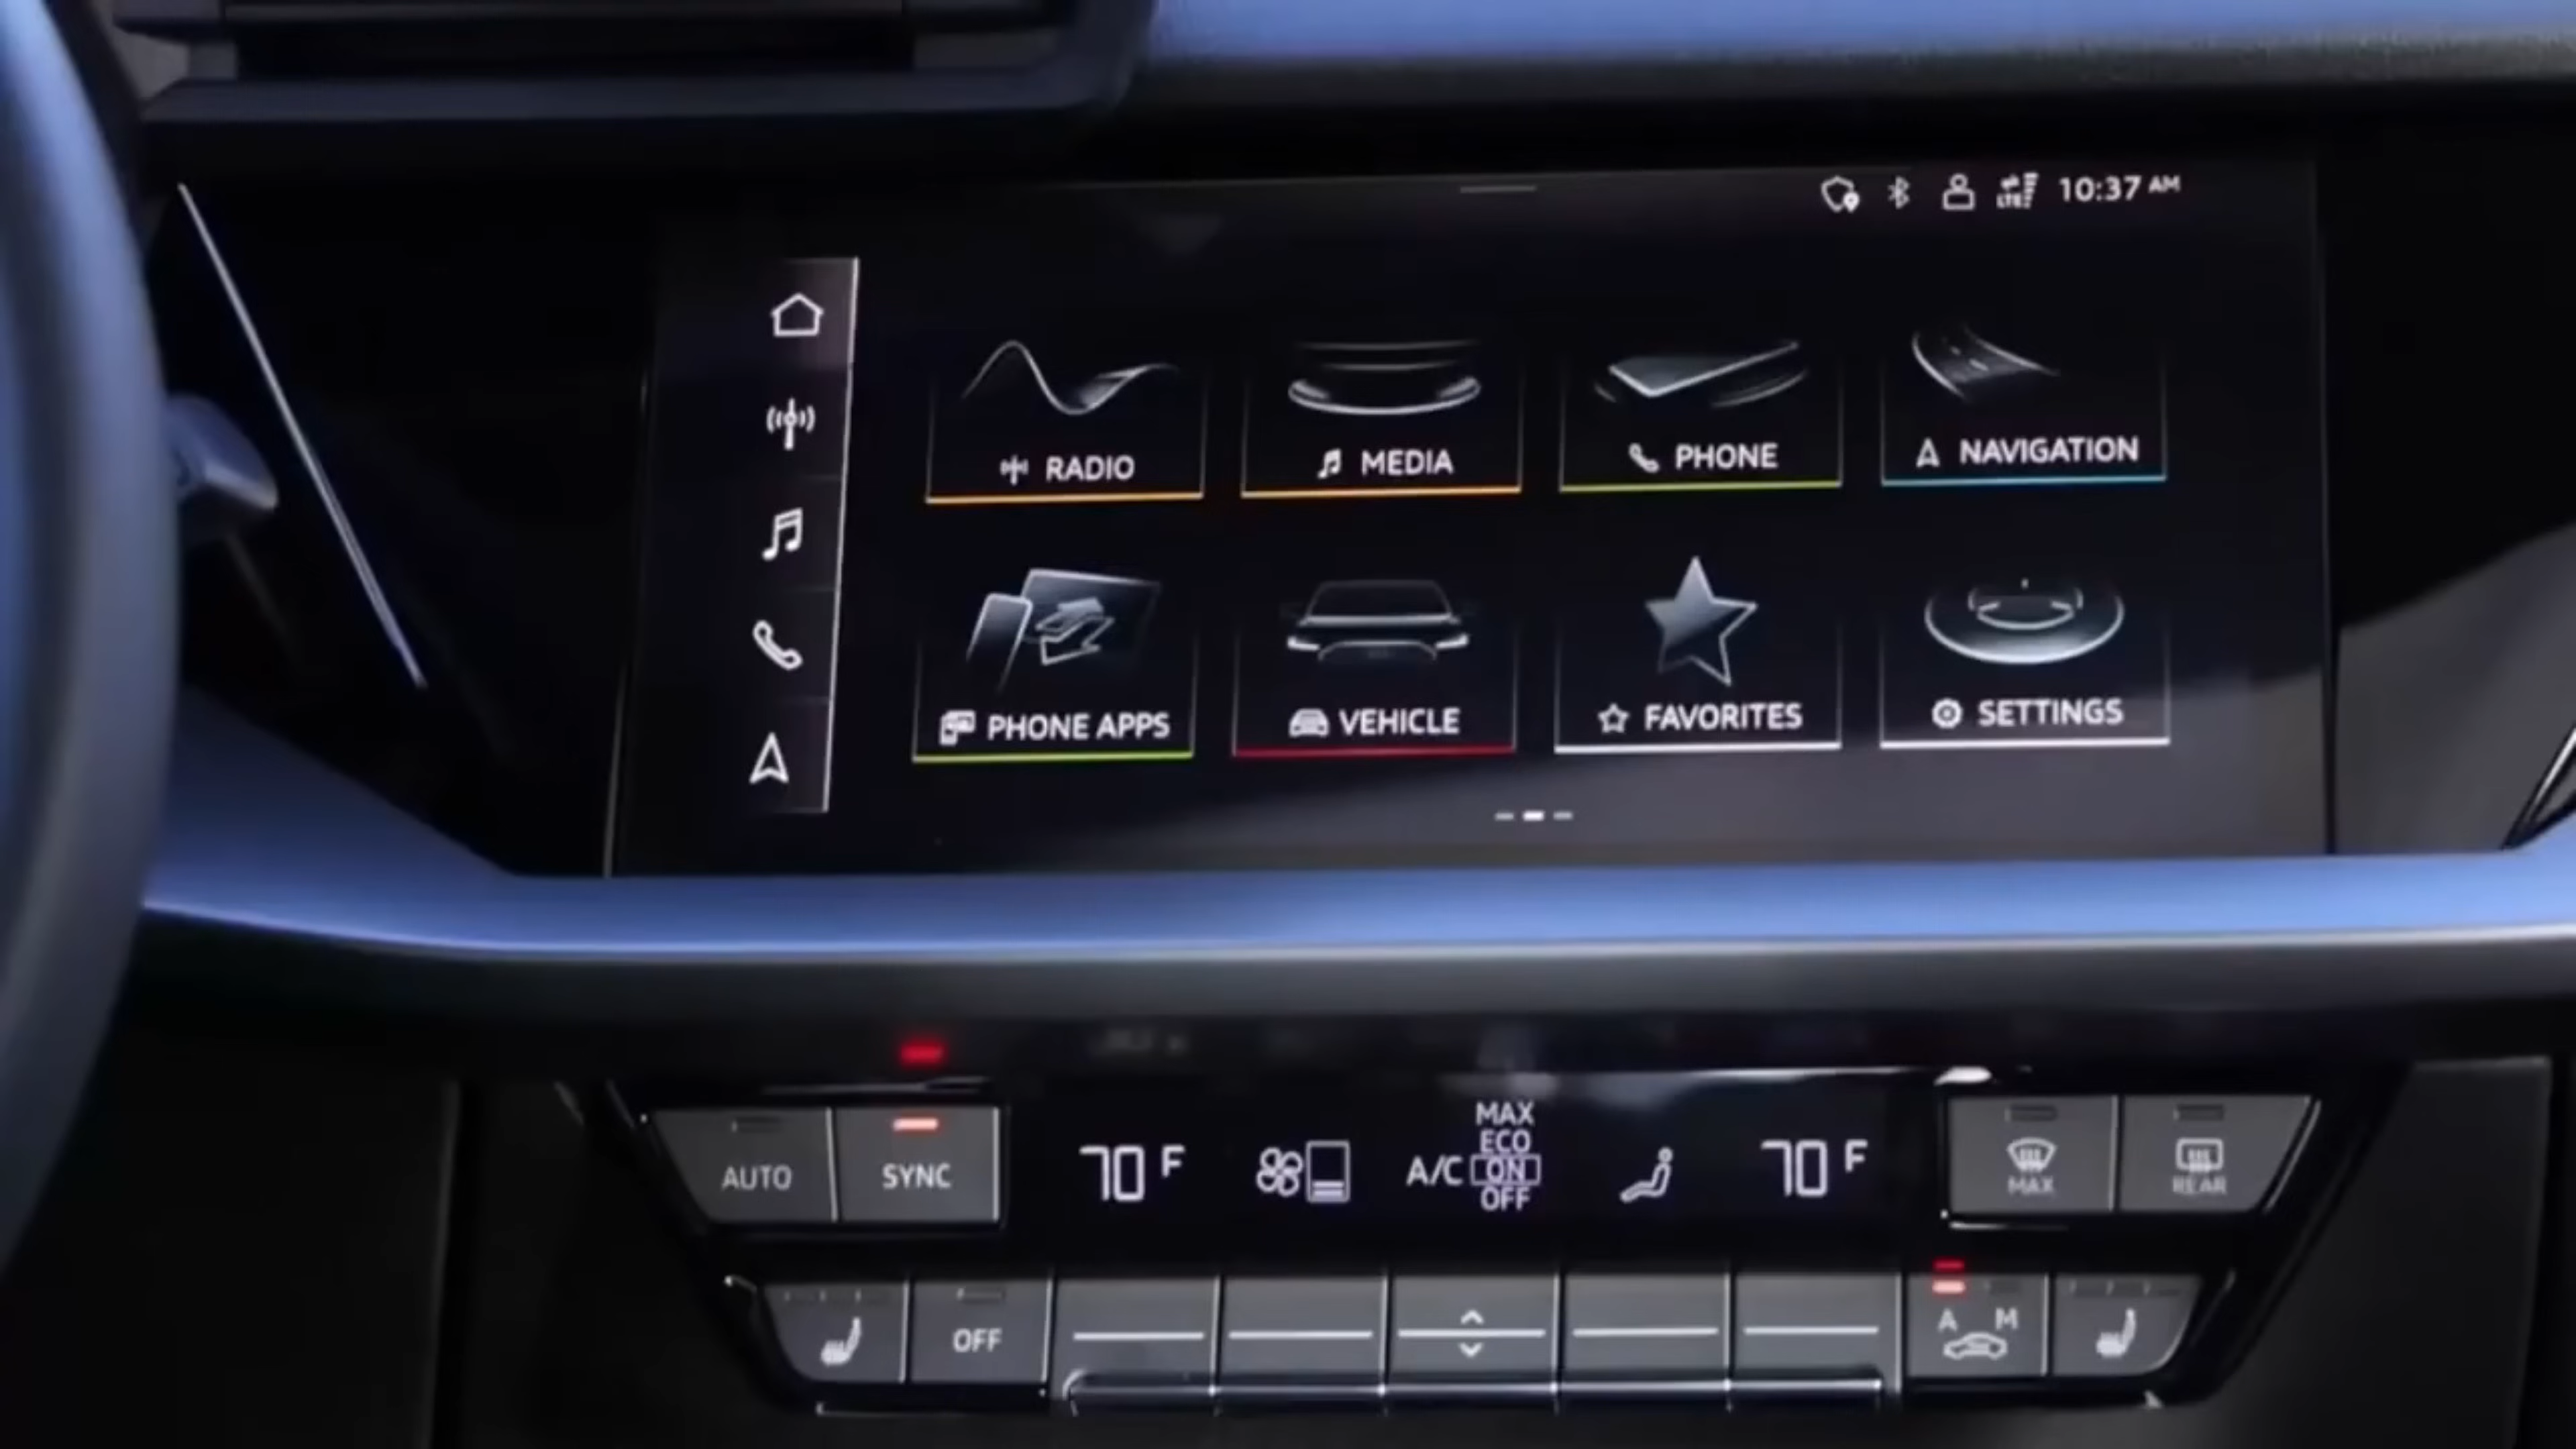 LTE 10:37 AM
RADIO
MEDIA
PHONE
NAVIGATION
PHONE APPS
VEHICLE
FAVORITES
SETTINGS
AUTO
SYNC
70 F
A/C
MAX
ECO
ON
OFF
70 F
MAX
REAR
OFF
A M